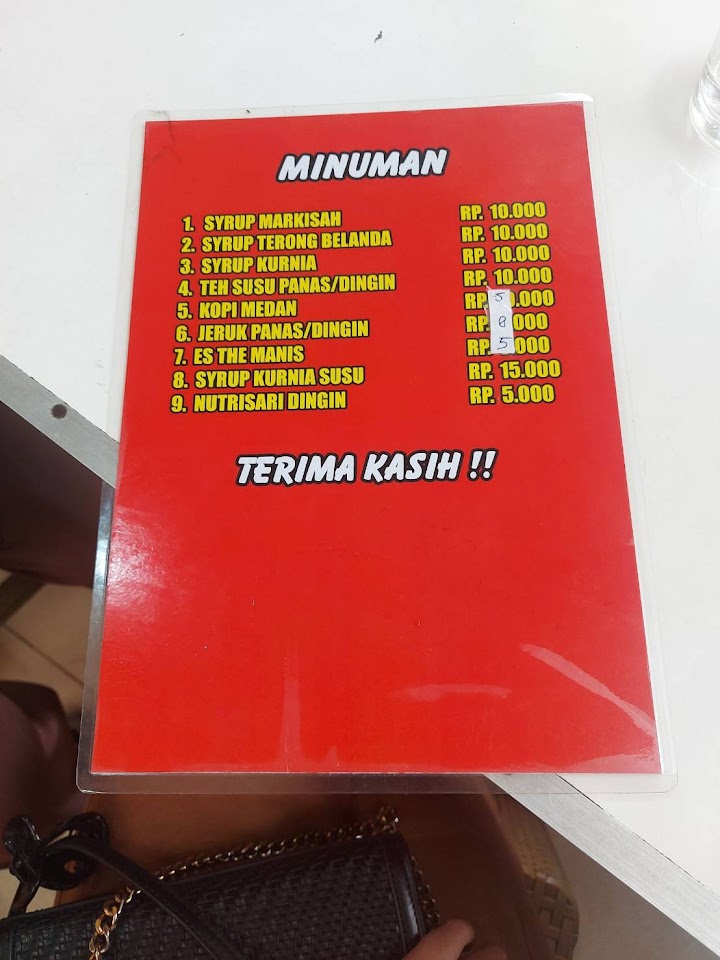 MINUMAN
1. SYRUP MARKISAH RP. 10.000
2. SYRUP TERONG BELANDA RP. 10.000
3. SYRUP KURNIA RP. 10.000
4. TEH SUSU PANAS/DINGIN RP. 10.000
5. KOPI MEDAN RP. 5 .000
6. JERUK PANAS/DINGIN RP. 8 000
7. ES THE MANIS RP. 5 000
8. SYRUP KURNIA SUSU RP. 15.000
9. NUTRISARI DINGIN RP. 5.000
TERIMA KASIH !!